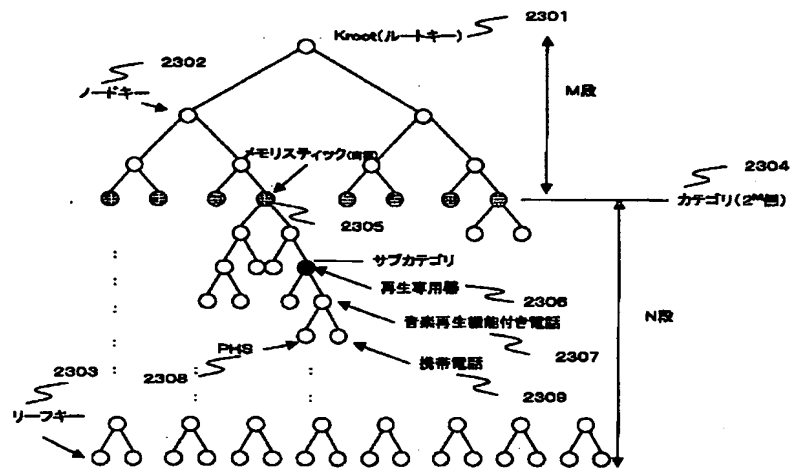 2301
Kroot(ルートキー)
2302
M段
ノードキー
メモリスティック
2304
カテゴリ(2^M個)
2305
サブカテゴリ
再生専用器
2306
N段
音楽再生機能付き電話
2307
PHS
携帯電話
2303
2308
2309
リーフキー